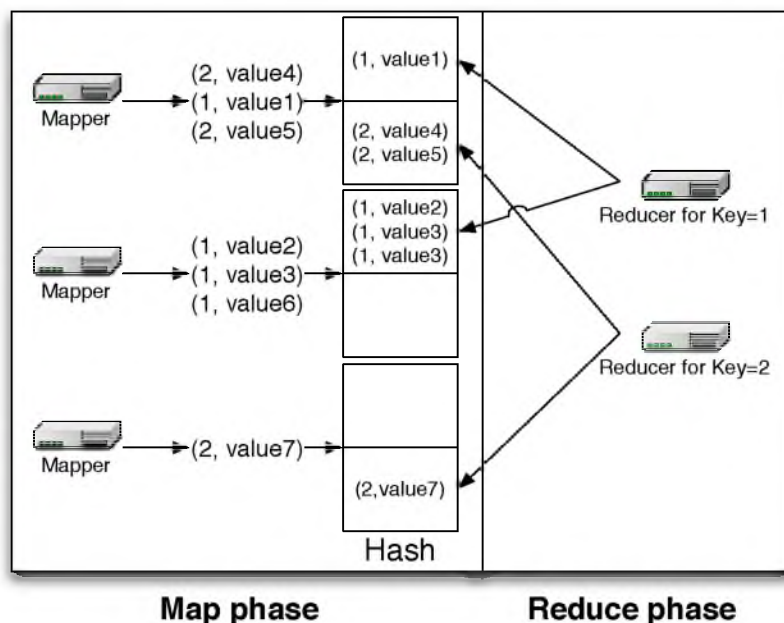 (1, value1)
(2, value4)
(1, value1)
(2, value5)
Mapper
(2, value4)
(2, value5)
Reducer for Key=1
(1, value2)
(1, value3)
(1, value3)
(1, value2)
(1, value3)
(1, value6)
Mapper
Reducer for Key=2
(2, value7)
Mapper
(2,value7)
Hash
Map phase
Reduce phase